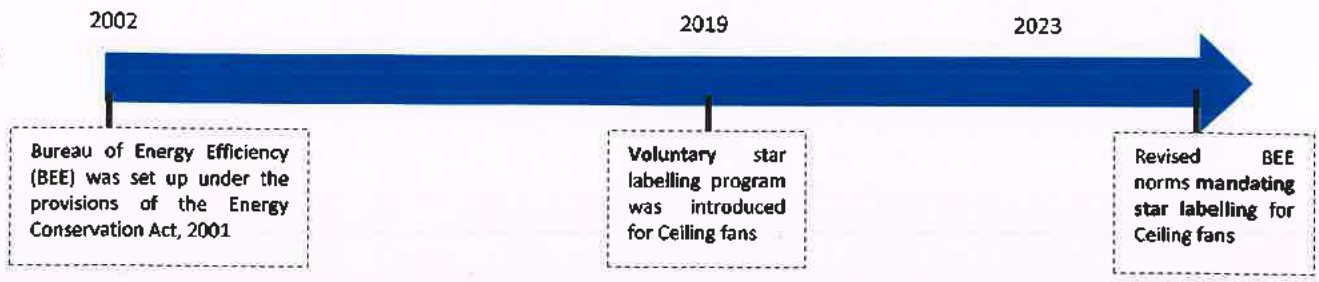 2002
2019
2023
Bureau of Energy Efficiency
(BEE) was set up under the
provisions of the Energy
Conservation Act, 2001
Voluntary star
labelling program
was introduced
for Ceiling fans
Revised BEE
norms mandating
star labelling for
Ceiling fans